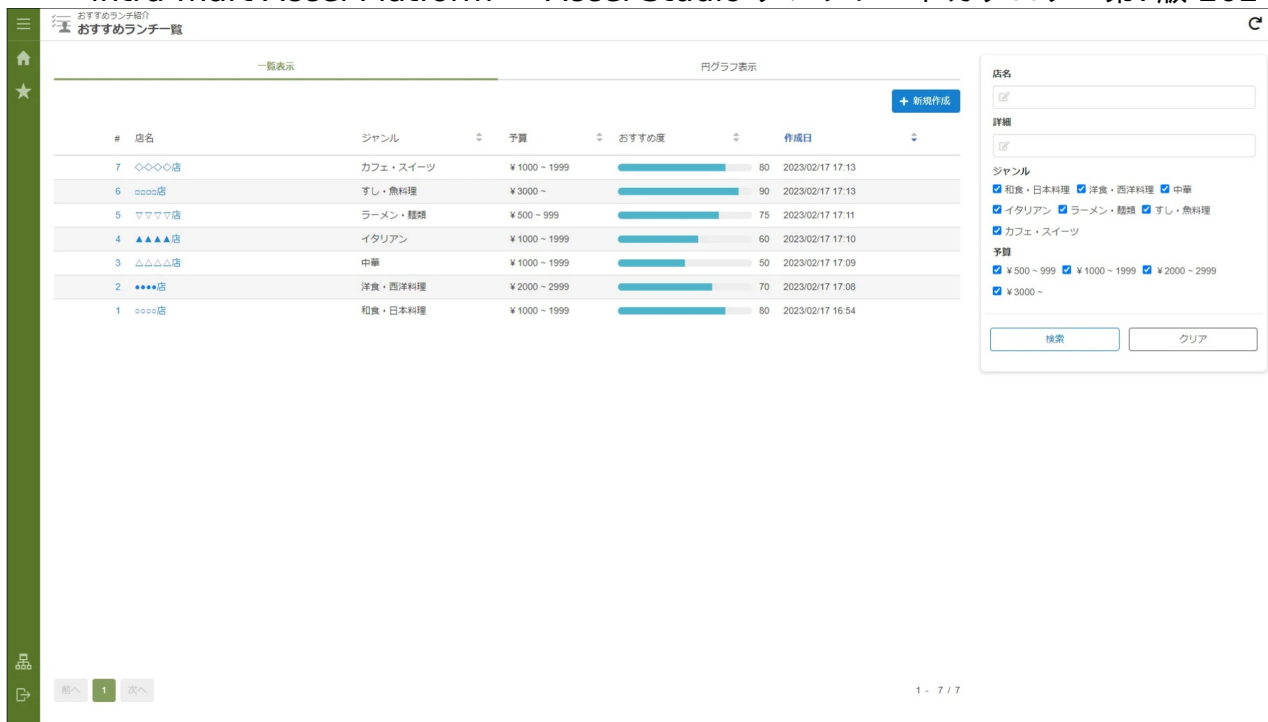 おすすめランチ紹介
おすすめランチ一覧
一覧表示
円グラフ表示
+ 新規作成
# 店名 ジャンル 予算 おすすめ度 作成日
7 ◇◇◇◇店 カフェ・スイーツ ¥1000 ~ 1999 80 2023/02/17 17:13
6 □□□□店 すし・魚料理 ¥3000 ~ 90 2023/02/17 17:13
5 ▽▽▽▽店 ラーメン・麺類 ¥500 ~ 999 75 2023/02/17 17:11
4 ▲▲▲▲店 イタリアン ¥1000 ~ 1999 60 2023/02/17 17:10
3 △△△△店 中華 ¥1000 ~ 1999 50 2023/02/17 17:09
2 ●●●●店 洋食・西洋料理 ¥2000 ~ 2999 70 2023/02/17 17:08
1 ○○○○店 和食・日本料理 ¥1000 ~ 1999 80 2023/02/17 16:54
前へ 1 次へ
1 - 7 / 7
店名
詳細
ジャンル
和食・日本料理 洋食・西洋料理 中華
イタリアン ラーメン・麺類 すし・魚料理
カフェ・スイーツ
予算
¥500 ~ 999 ¥1000 ~ 1999 ¥2000 ~ 2999
¥3000 ~
検索 クリア